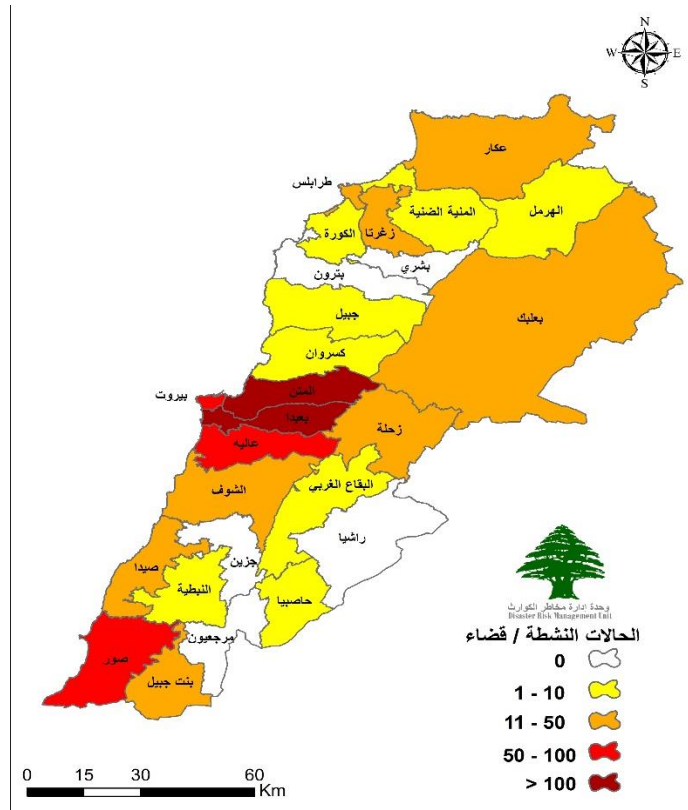 N
W E
S
عكار
طرابلس
المنية الضنية
الهرمل
زغرتا
الكورة
بشري
بترون
بعلبك
جبيل
كسروان
المتن
بيروت
بعبدا
زحلة
عاليه
البقاع الغربي
الشوف
راشيا
جزين
صيدا
النبطية
حاصبيا
مرجعيون
صور
بنت جبيل
وحدة ادارة مخاطر الكوارث
Disaster Risk Management Unit
الحالات النشطة / قضاء
0
1 - 10
11 - 50
50 - 100
> 100
0 15 30 60
Km